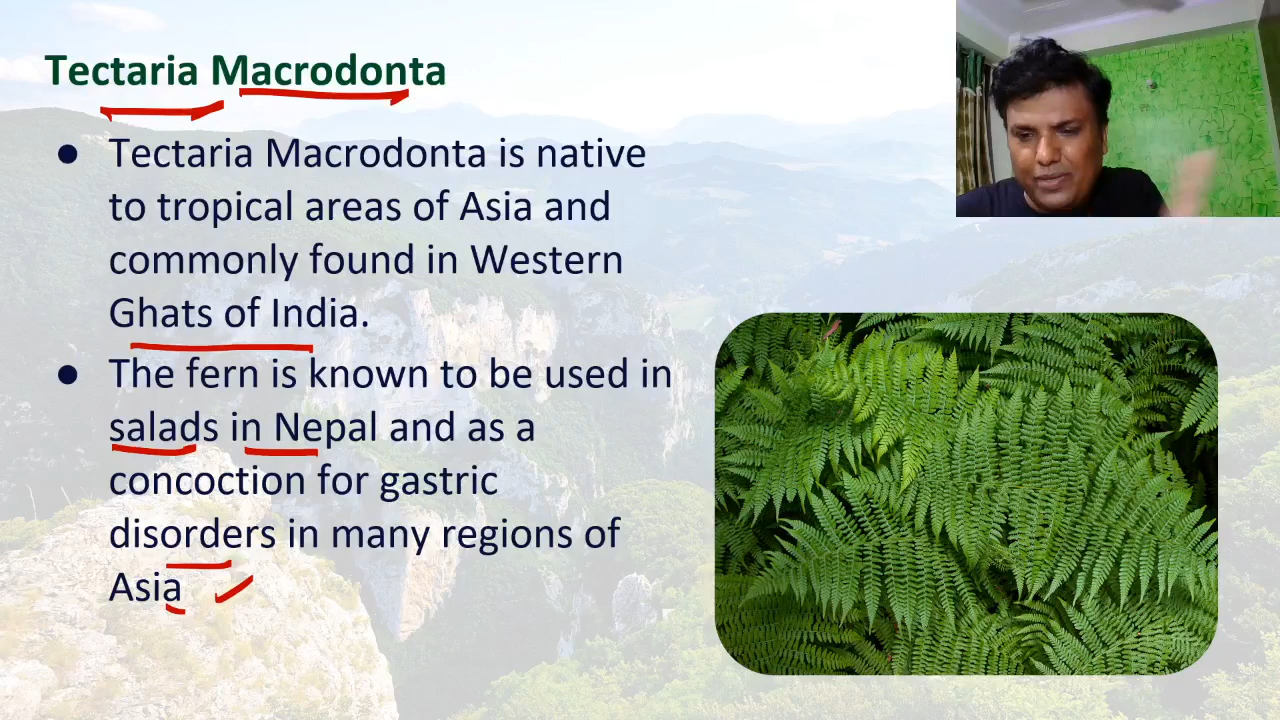 Tectaria Macrodonta
● Tectaria Macrodonta is native
to tropical areas of Asia and
commonly found in Western
Ghats of India.
● The fern is known to be used in
salads in Nepal and as a
concoction for gastric
disorders in many regions of
Asia